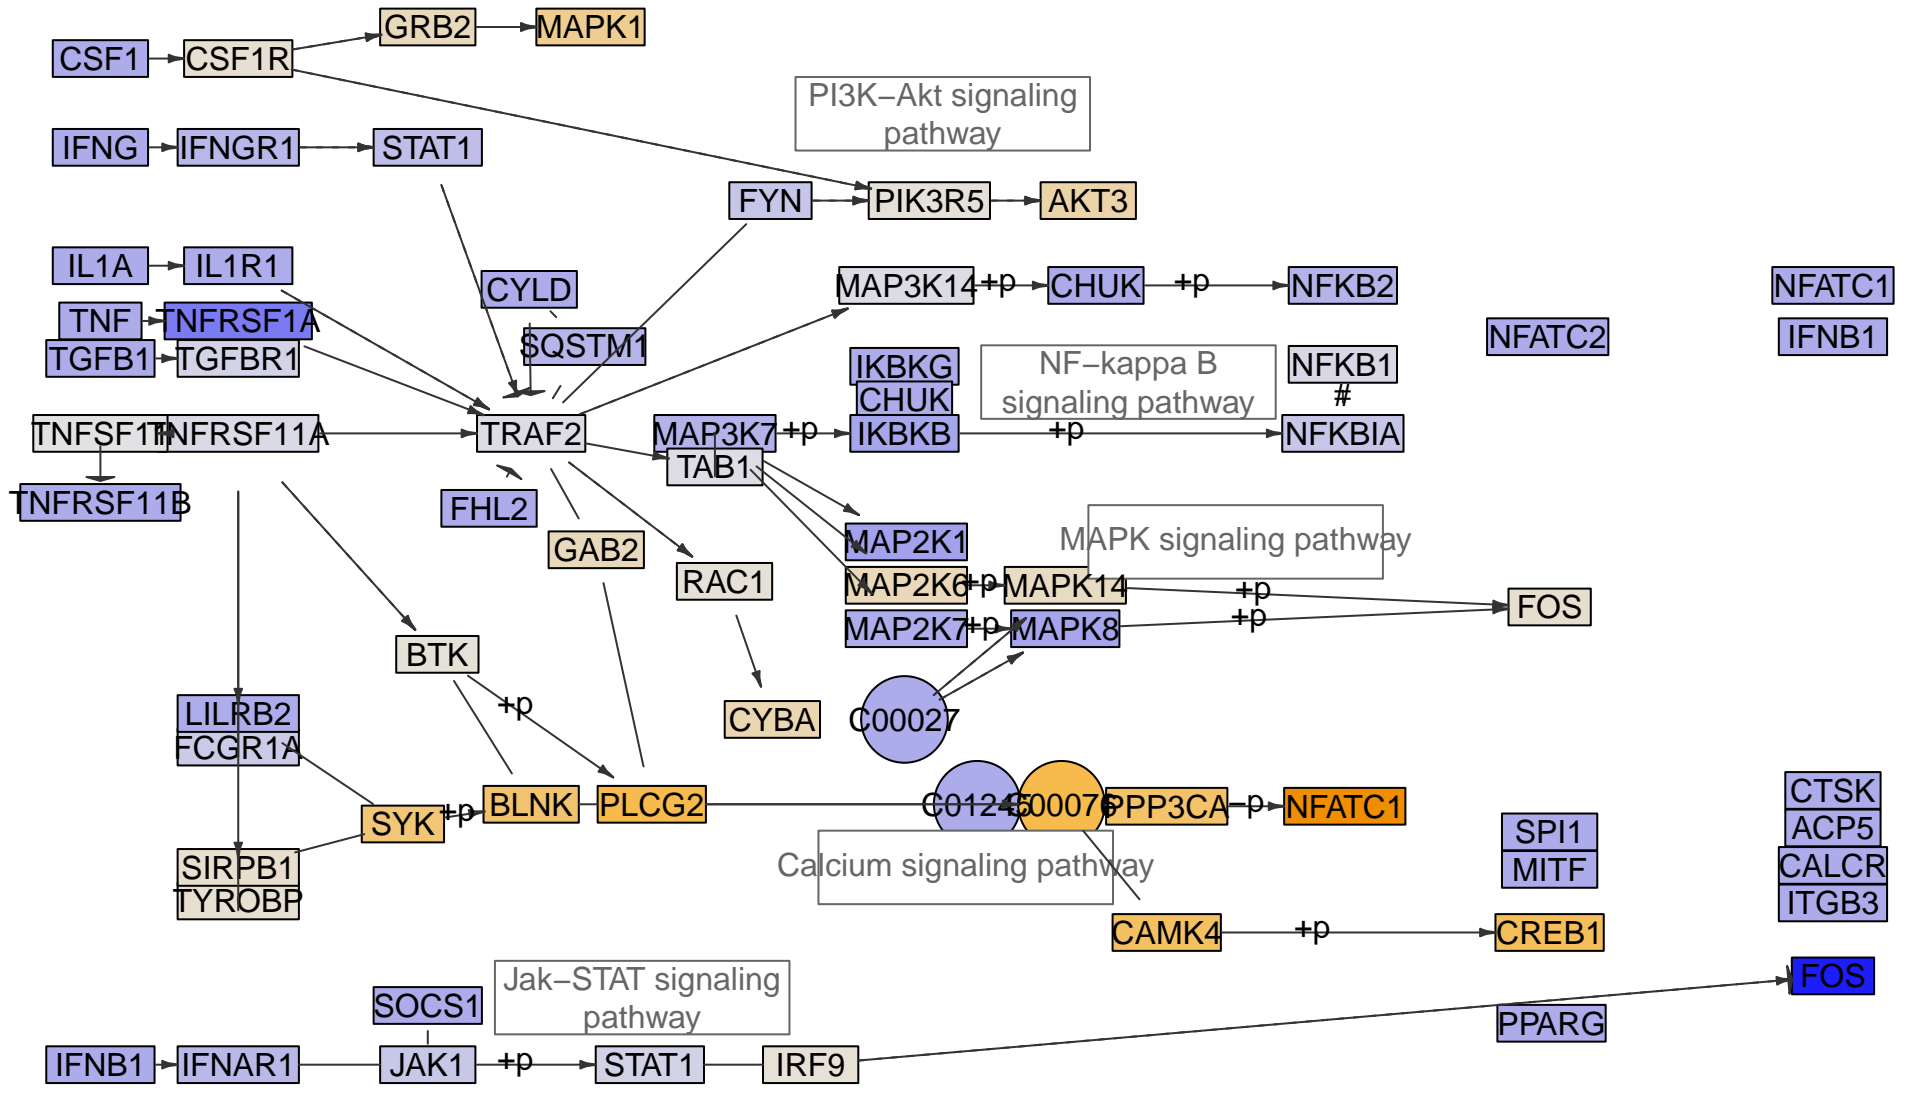 GRB2
MAPK1
CSF1
CSF1R
PI3K−Akt signaling
pathway
IFNG
IFNGR1
STAT1
FYN
PIK3R5
AKT3
IL1A
IL1R1
CYLD
MAP3K14
+p
CHUK
+p
NFKB2
NFATC1
TNF
TNFRSF1A
SQSTM1
NFATC2
IFNB1
TGFB1
TGFBR1
IKBKG
NF−kappa B
signaling pathway
NFKB1
#
CHUK
TNFRSF11A
TRAF2
MAP3K7
+p
IKBKB
+p
NFKBIA
TAB1
TNFRSF11B
FHL2
GAB2
RAC1
MAP2K1
MAPK signaling pathway
MAP2K6
+p
MAPK14
+p
FOS
MAP2K7
+p
MAPK8
+p
BTK
+p
LILRB2
FCGR1A
CYBA
C00027
SYK
+p
BLNK
PLCG2
C00076
PPP3CA
−p
NFATC1
CTSK
SPI1
ACP5
MITF
CALCR
ITGB3
Calcium signaling pathway
SIRPB1
TYROBP
CAMK4
+p
CREB1
Jak−STAT signaling
pathway
SOCS1
FOS
PPARG
IFNB1
IFNAR1
JAK1
+p
STAT1
IRF9